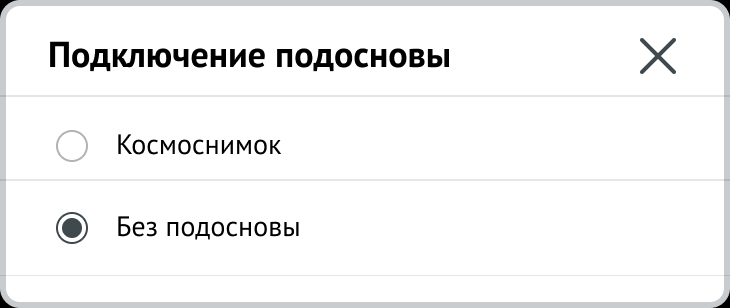 Подключение подосновы
Космоснимок
Без подосновы